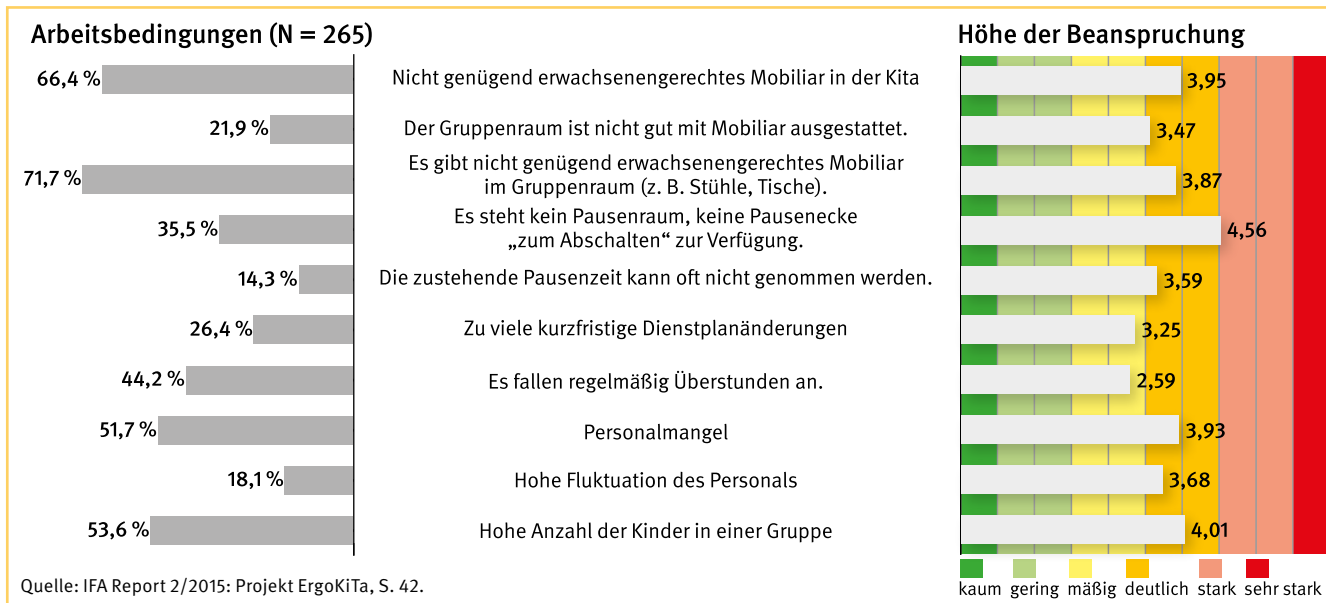 Arbeitsbedingungen (N = 265)
Höhe der Beanspruchung
66,4 %
Nicht genügend erwachsenengerechtes Mobiliar in der Kita
3,95
21,9 %
Der Gruppenraum ist nicht gut mit Mobiliar ausgestattet.
3,47
71,7 %
Es gibt nicht genügend erwachsenengerechtes Mobiliar
im Gruppenraum (z. B. Stühle, Tische).
3,87
35,5 %
Es steht kein Pausenraum, keine Pausenecke
„zum Abschalten“ zur Verfügung.
4,56
14,3 %
Die zustehende Pausenzeit kann oft nicht genommen werden.
3,59
26,4 %
Zu viele kurzfristige Dienstplanänderungen
3,25
44,2 %
Es fallen regelmäßig Überstunden an.
2,59
51,7 %
Personalmangel
3,93
18,1 %
Hohe Fluktuation des Personals
3,68
53,6 %
Hohe Anzahl der Kinder in einer Gruppe
4,01
Quelle: IFA Report 2/2015: Projekt ErgoKiTa, S. 42.
kaum gering mäßig deutlich stark sehr stark